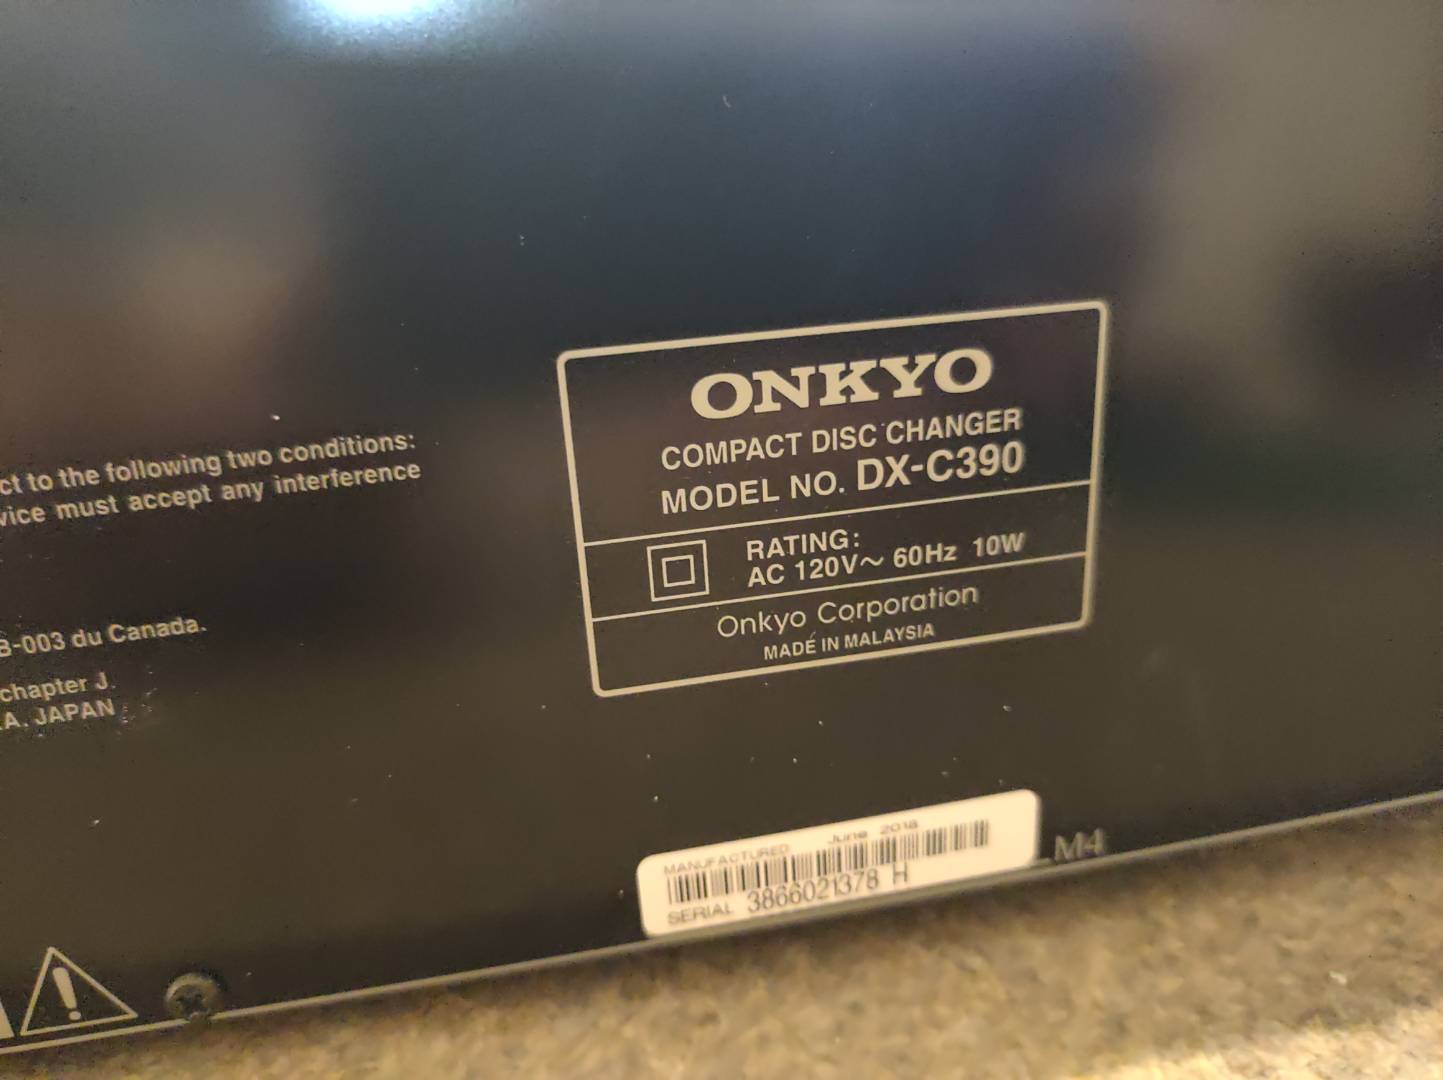 ct to the following two conditions:
vice must accept any interference
B-003 du Canada.
chapter J.
.A. JAPAN
ONKYO
COMPACT DISC CHANGER
MODEL NO. DX-C390
RATING:
AC 120V~ 60Hz 10W
Onkyo Corporation
MADE IN MALAYSIA
MANUFACTURED June 2018
SERIAL 3866021378 H
M4